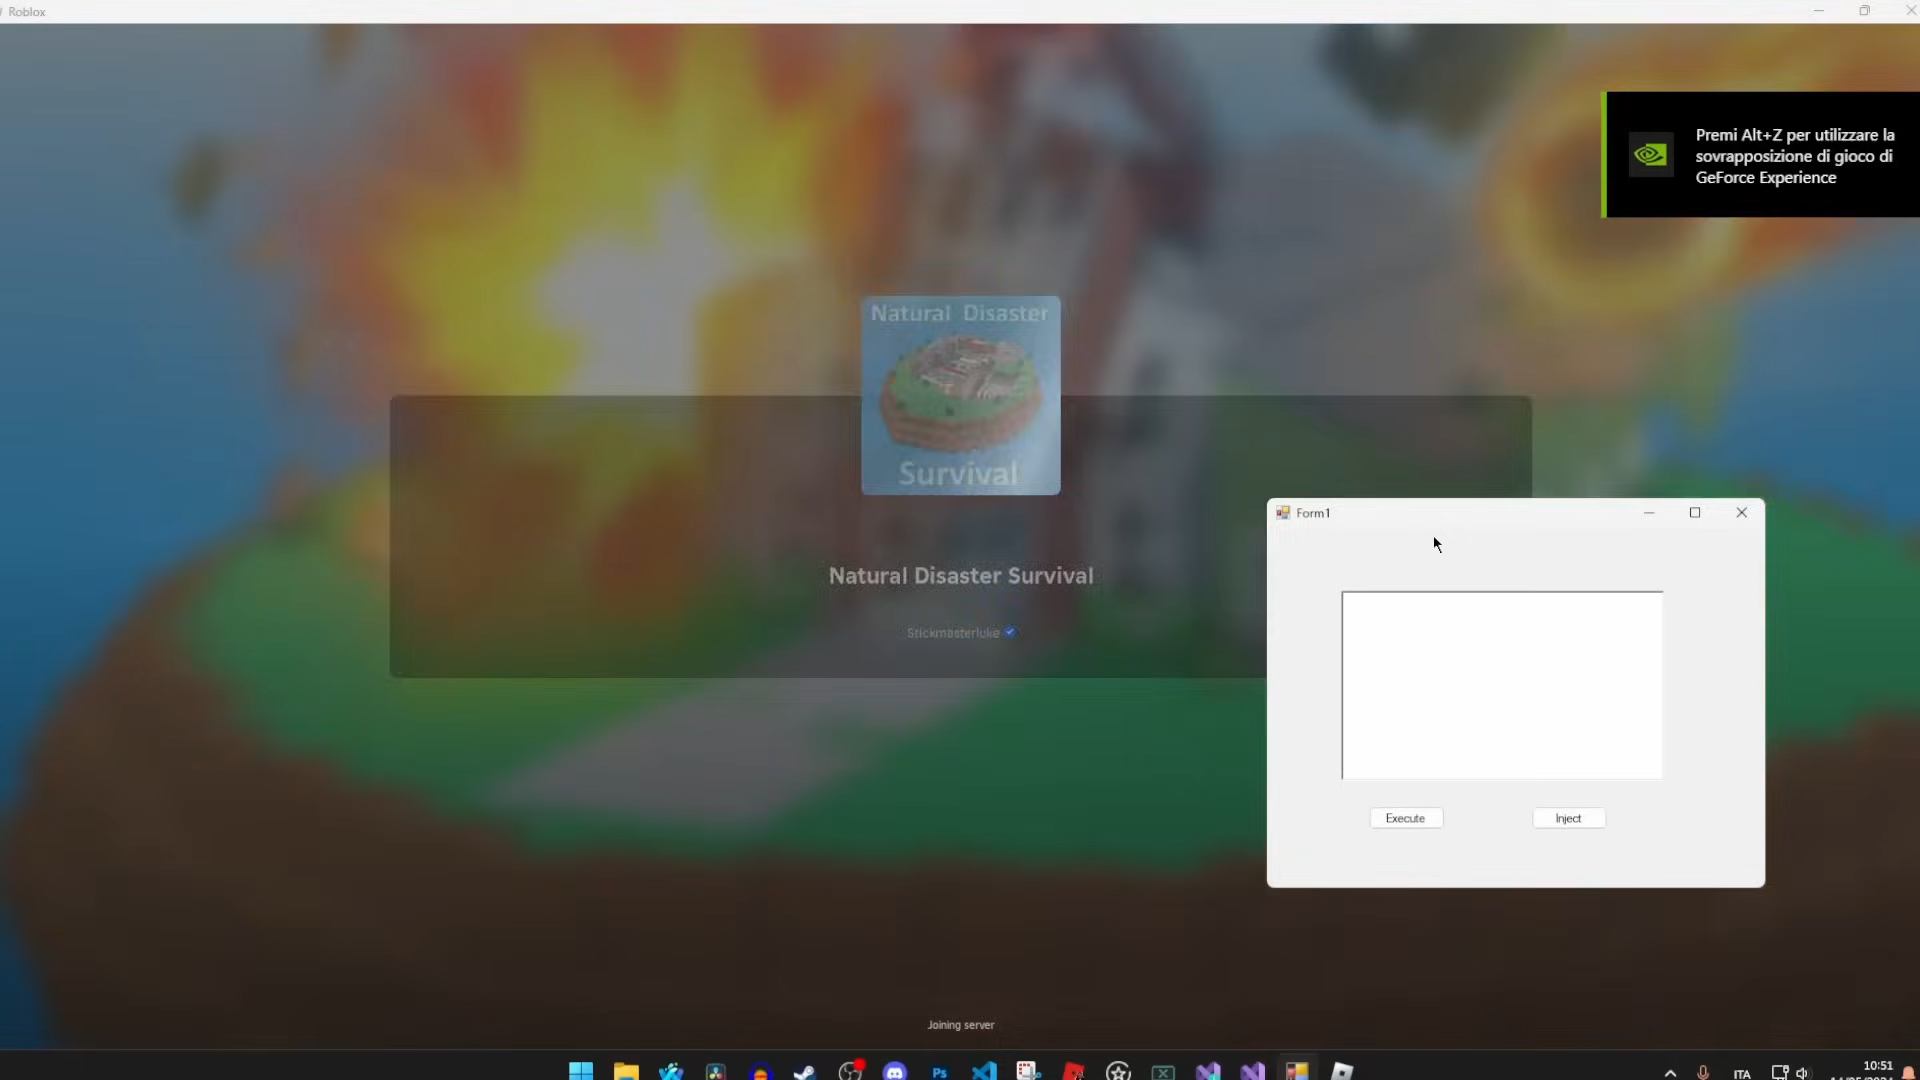 Roblox
Premi Alt+Z per utilizzare la
sovrapposizione di gioco di
GeForce Experience
Natural Disaster
Survival
Form1
Natural Disaster Survival
Stickmasterluke
Execute
Inject
Joining server
Ps
ITA
10:51